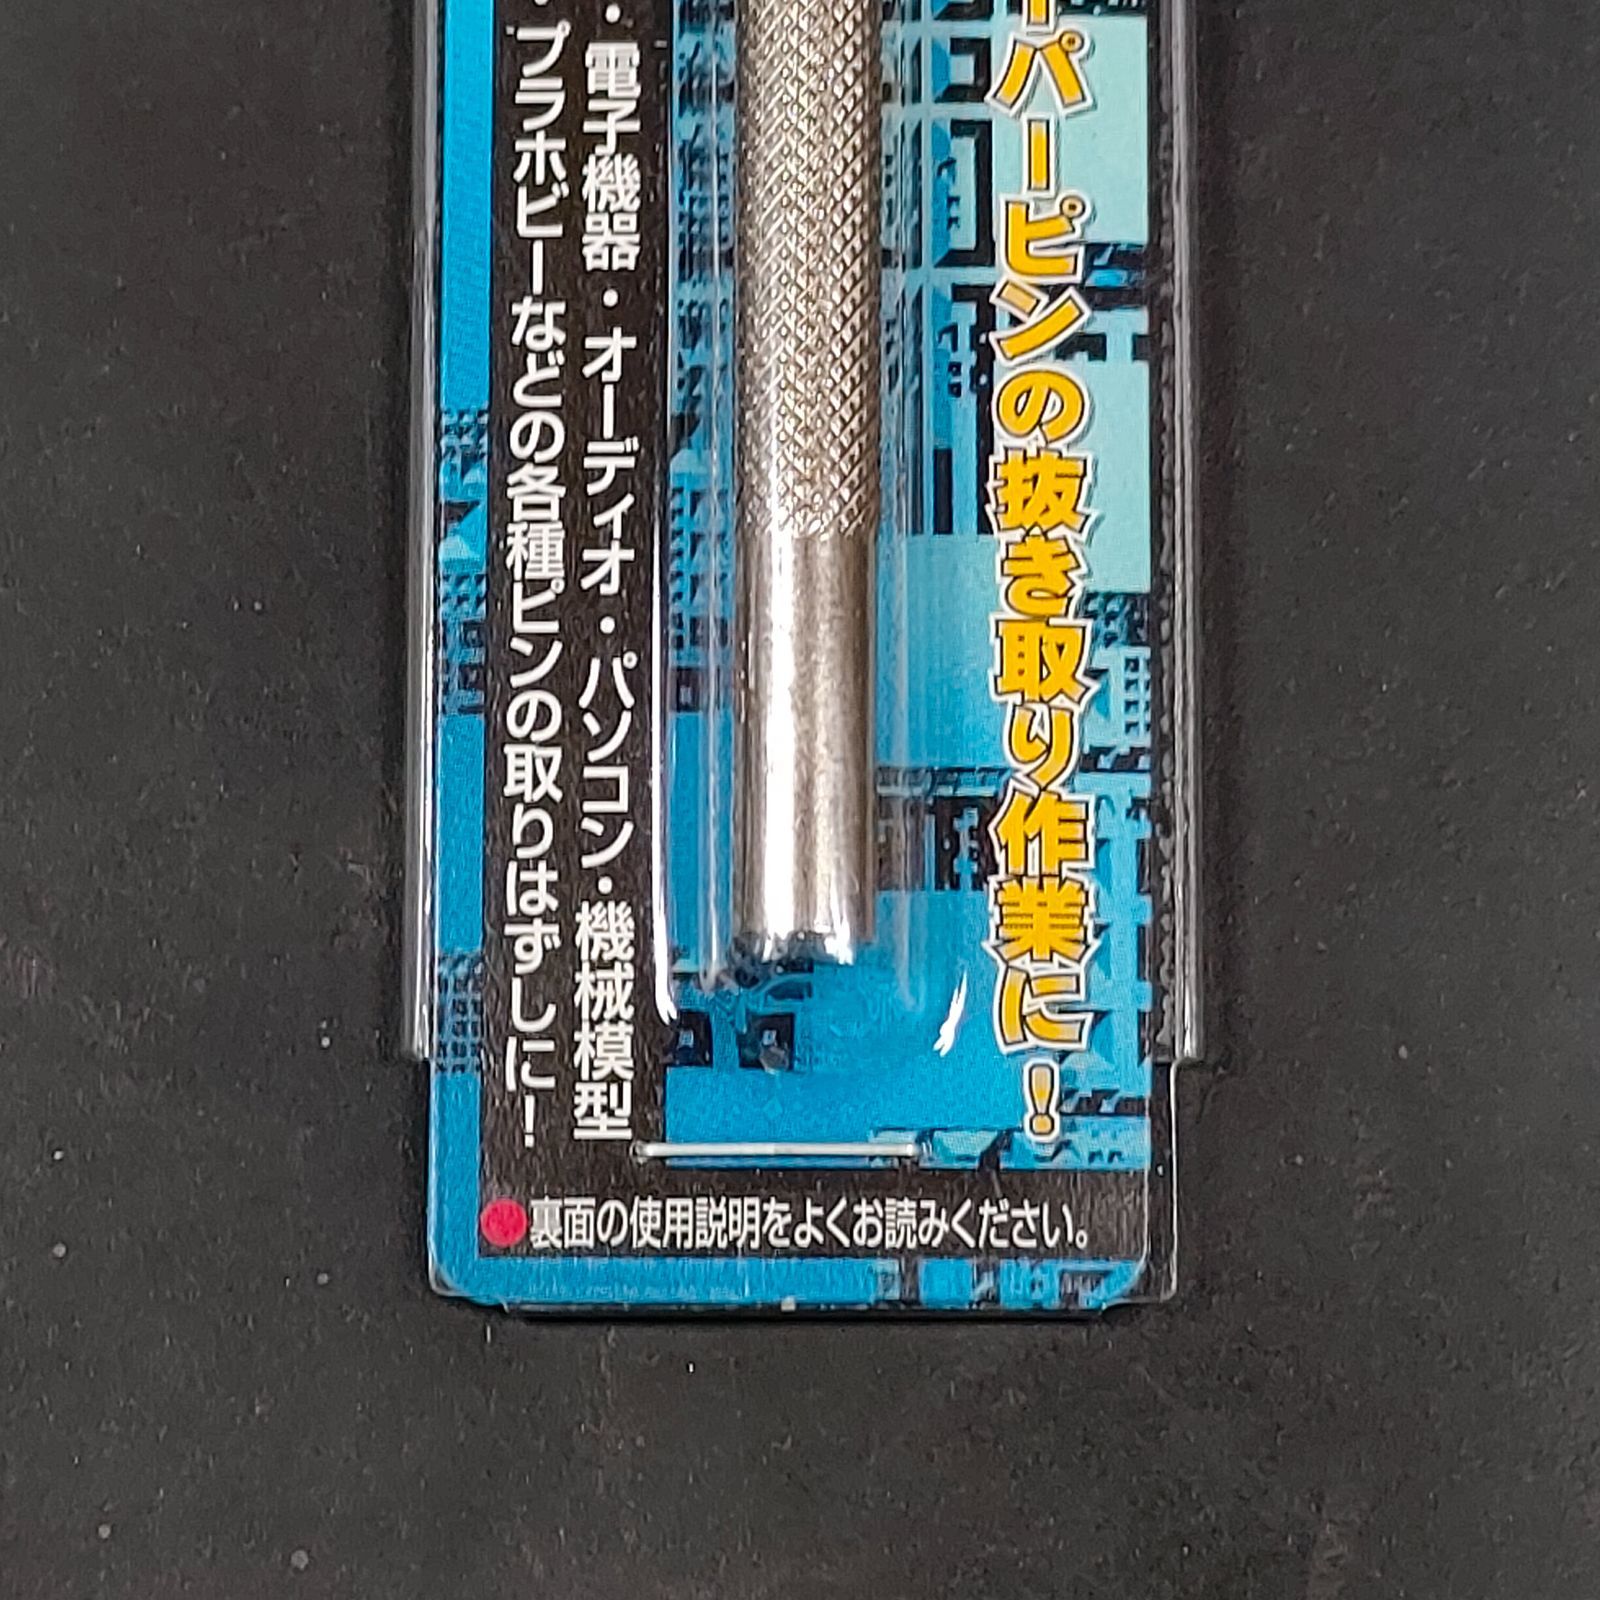 ーパーピンの抜き取り作業に!
・電子機器・オーディオ・パソコン・機械模型
・プラホビーなどの各種ピンの取りはずしに!
●裏面の使用説明をよくお読みください。